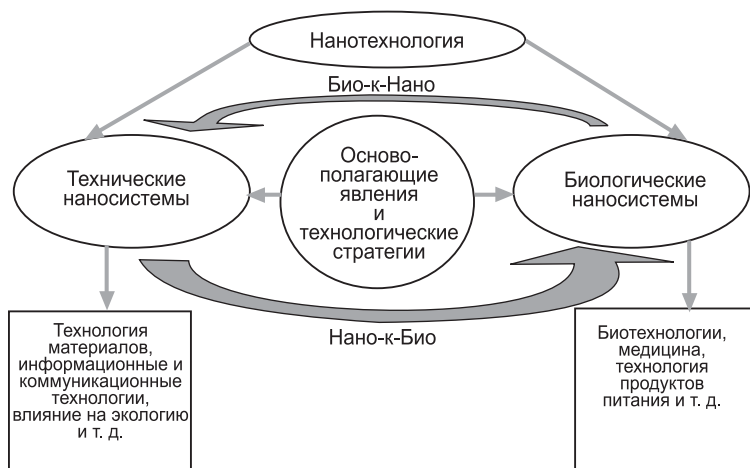 Нанотехнология
Био-к-Нано
Технические
наносистемы
Осново-
полагающие
явления
и
технологические
стратегии
Биологические
наносистемы
Нано-к-Био
Технология
материалов,
информационные и
коммуникационные
технологии,
влияние на экологию
и т. д.
Биотехнологии,
медицина,
технология
продуктов
питания и т. д.